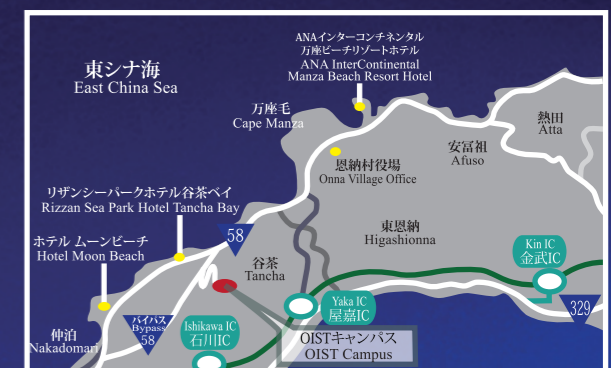 ANAインターコンチネンタル
万座ビーチリゾートホテル
ANA InterContinental
Manza Beach Resort Hotel
東シナ海
East China Sea
万座毛
Cape Manza
熱田
Atta
安冨祖
Afuso
恩納村役場
Onna Village Office
リザンシーパークホテル谷茶ベイ
Rizzan Sea Park Hotel Tancha Bay
東恩納
Higashionna
58
ホテル ムーンビーチ
Hotel Moon Beach
Kin IC
金武IC
谷茶
Tancha
Yaka IC
屋嘉IC
329
バイパス
Bypass
58
仲泊
Nakadomari
Ishikawa IC
石川IC
OISTキャンパス
OIST Campus